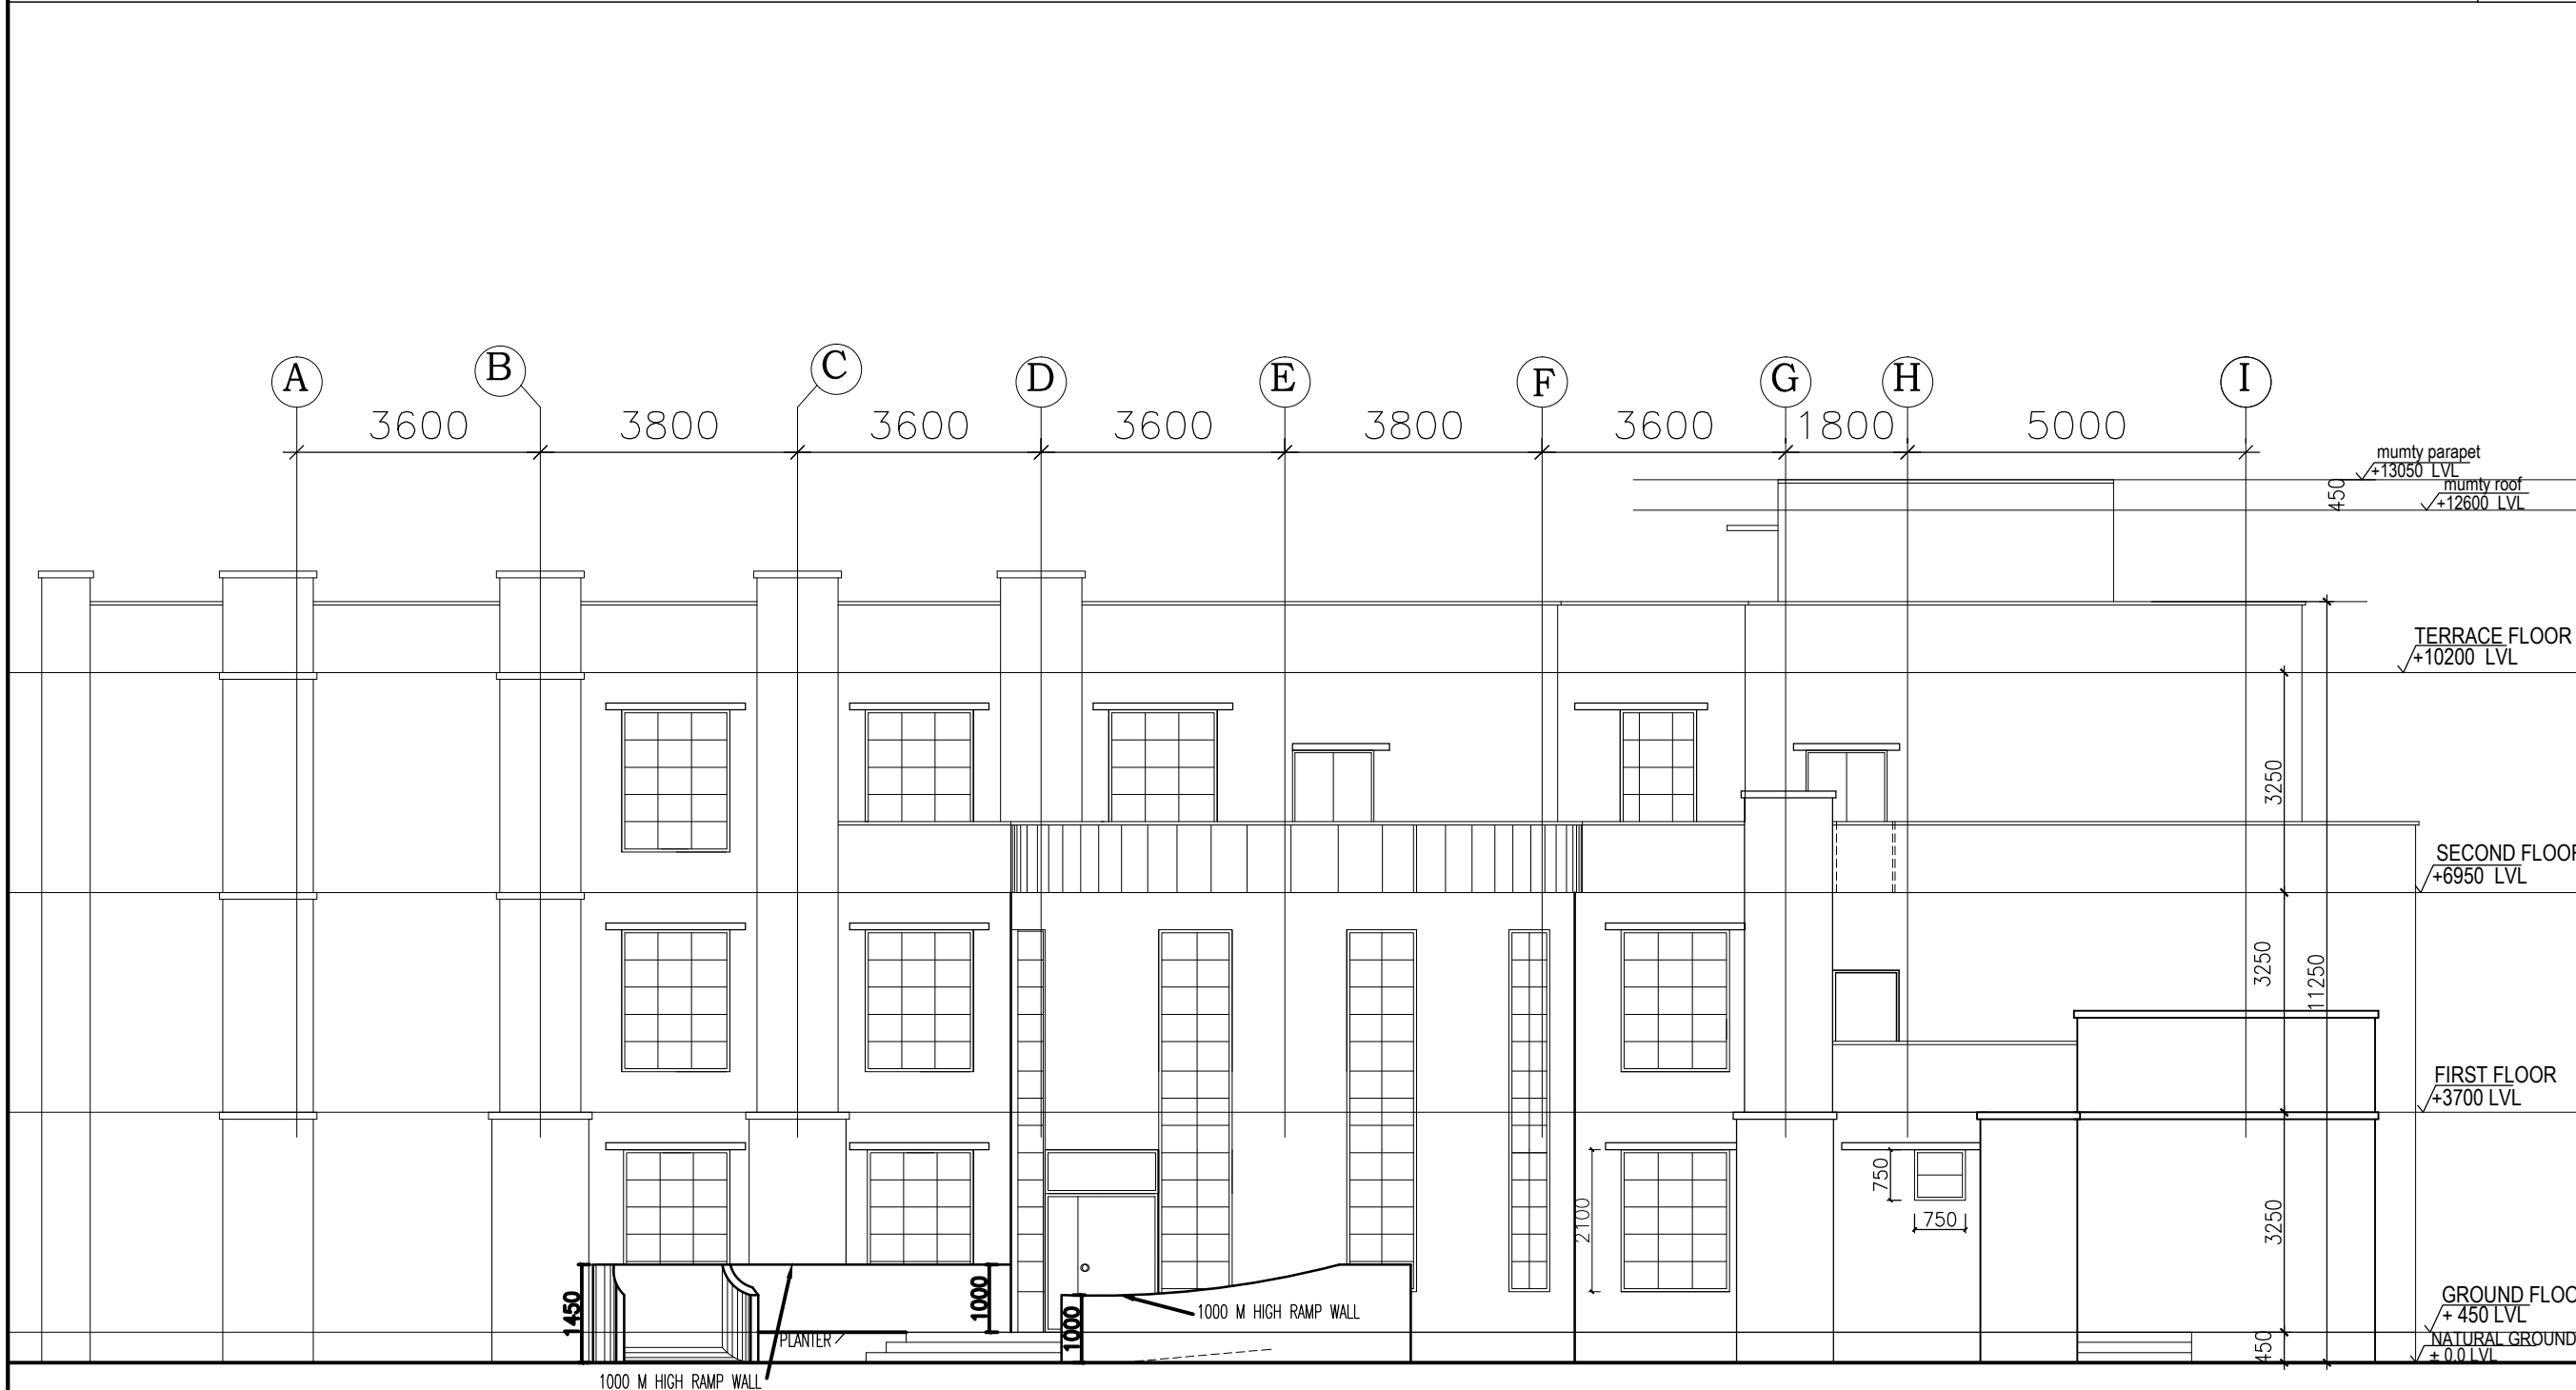 A
B
C
D
E
F
G
H
I
3600
3800
3600
3600
3800
3600
1800
5000
mumty parapet
+13050 LVL
mumty roof
+12600 LVL
450
TERRACE FLOOR
+10200 LVL
3250
SECOND FLOOR
+6950 LVL
3250
11250
FIRST FLOOR
+3700 LVL
750
2100
750
3250
1450
1000
1000
1000 M HIGH RAMP WALL
GROUND FLOO
+ 450 LVL
PLANTER
450
NATURAL GROUND
± 0.0 LVL
1000 M HIGH RAMP WALL